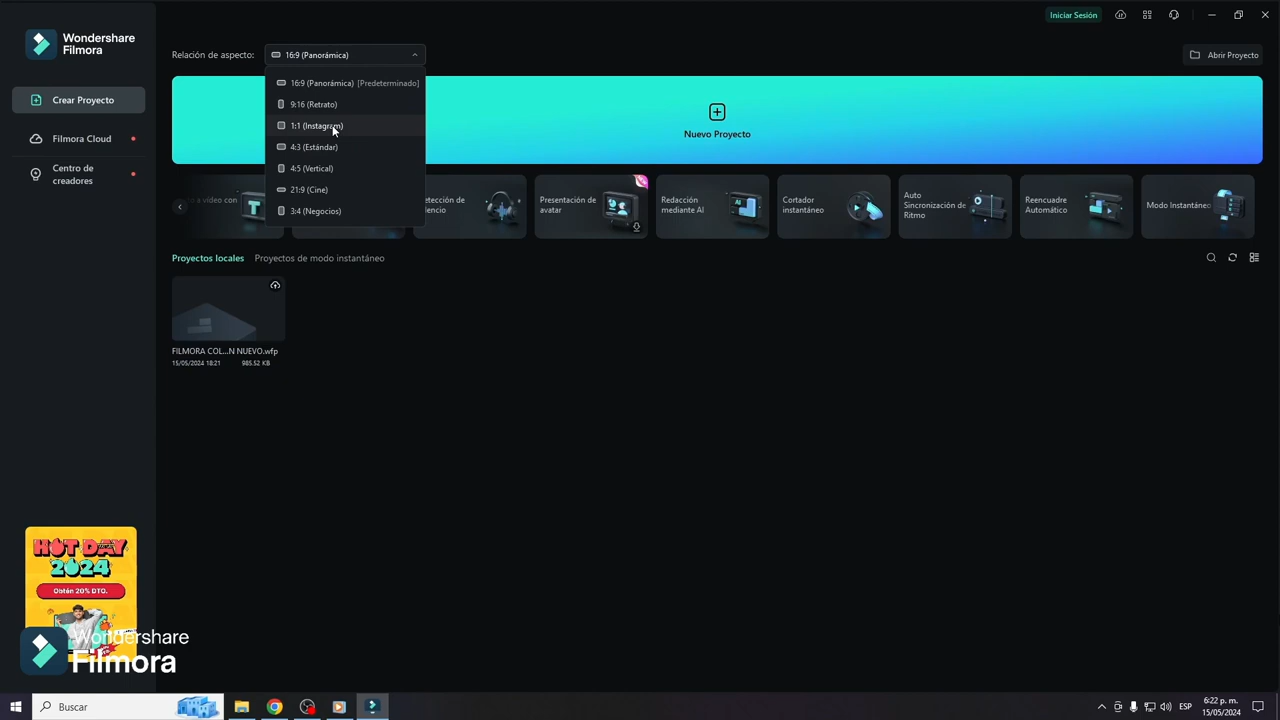 Wondershare
Filmora
Iniciar Sesión
Relación de aspecto:
16:9 (Panorámica)
Abrir Proyecto
16:9 (Panorámica) [Predeterminado]
9:16 (Retrato)
1:1 (Instagram)
4:3 (Estándar)
4:5 (Vertical)
21:9 (Cine)
3:4 (Negocios)
Crear Proyecto
Filmora Cloud
Centro de
creadores
Nuevo Proyecto
a video con
Presentación de
avatar
Redacción
mediante AI
Cortador
instantáneo
Auto
Sincronización de
Ritmo
Reencuadre
Automático
Modo Instantáneo
Proyectos locales
Proyectos de modo instantáneo
FILMORA COL...N NUEVO.wfp
15/05/2024 18:21
985.52 KB
HOT DAY
2024
Obtén 20% DTO.
Wondershare
Filmora
Buscar
ESP
6:22 p. m.
15/05/2024